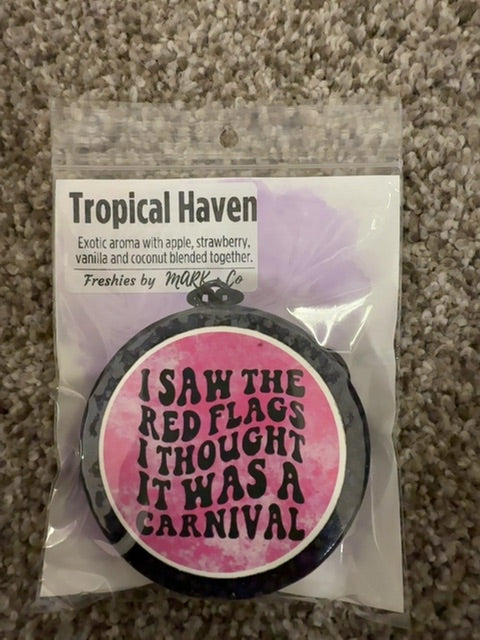 Tropical Haven
Exotic aroma with apple, strawberry,
vanilla and coconut blended together.
Freshies by MARK + Co
I SAW THE
RED FLAGS
I THOUGHT
IT WAS A
CARNIVAL